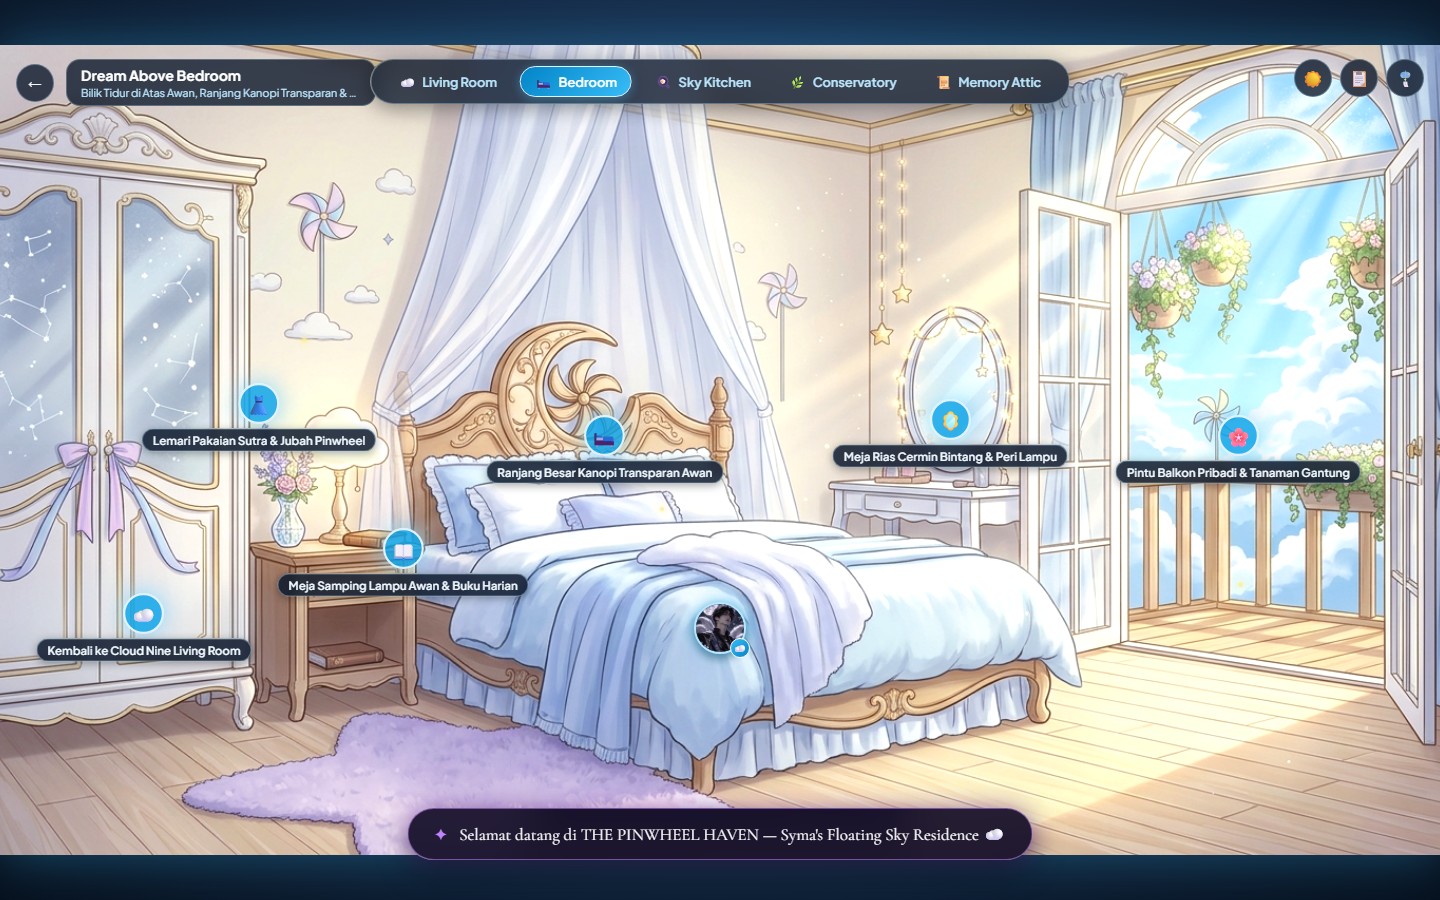 ←
Dream Above Bedroom
Bilik Tidur di Atas Awan, Ranjang Kanopi Transparan & ...
Living Room
Bedroom
Sky Kitchen
Conservatory
Memory Attic
Lemari Pakaian Sutra & Jubah Pinwheel
Ranjang Besar Kanopi Transparan Awan
Meja Rias Cermin Bintang & Peri Lampu
Pintu Balkon Pribadi & Tanaman Gantung
Meja Samping Lampu Awan & Buku Harian
Kembali ke Cloud Nine Living Room
Selamat datang di THE PINWHEEL HAVEN — Syma's Floating Sky Residence